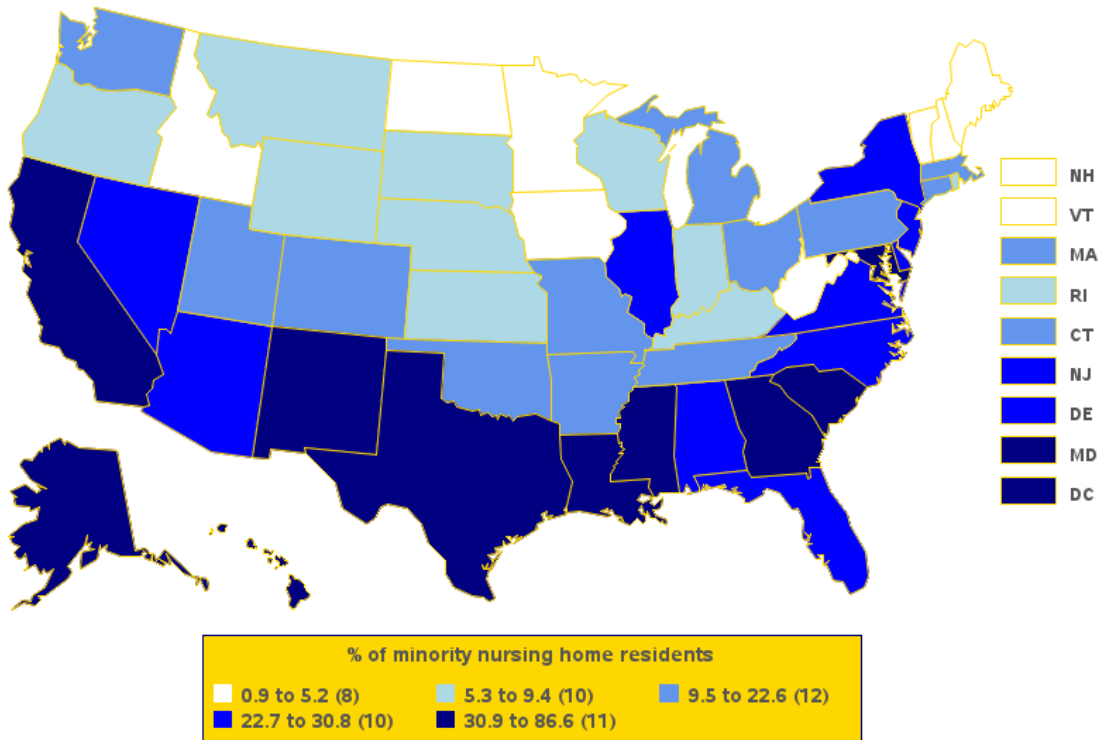 NH
VT
MA
RI
CT
NJ
DE
MD
DC
% of minority nursing home residents
0.9 to 5.2 (8) 5.3 to 9.4 (10) 9.5 to 22.6 (12)
22.7 to 30.8 (10) 30.9 to 86.6 (11)